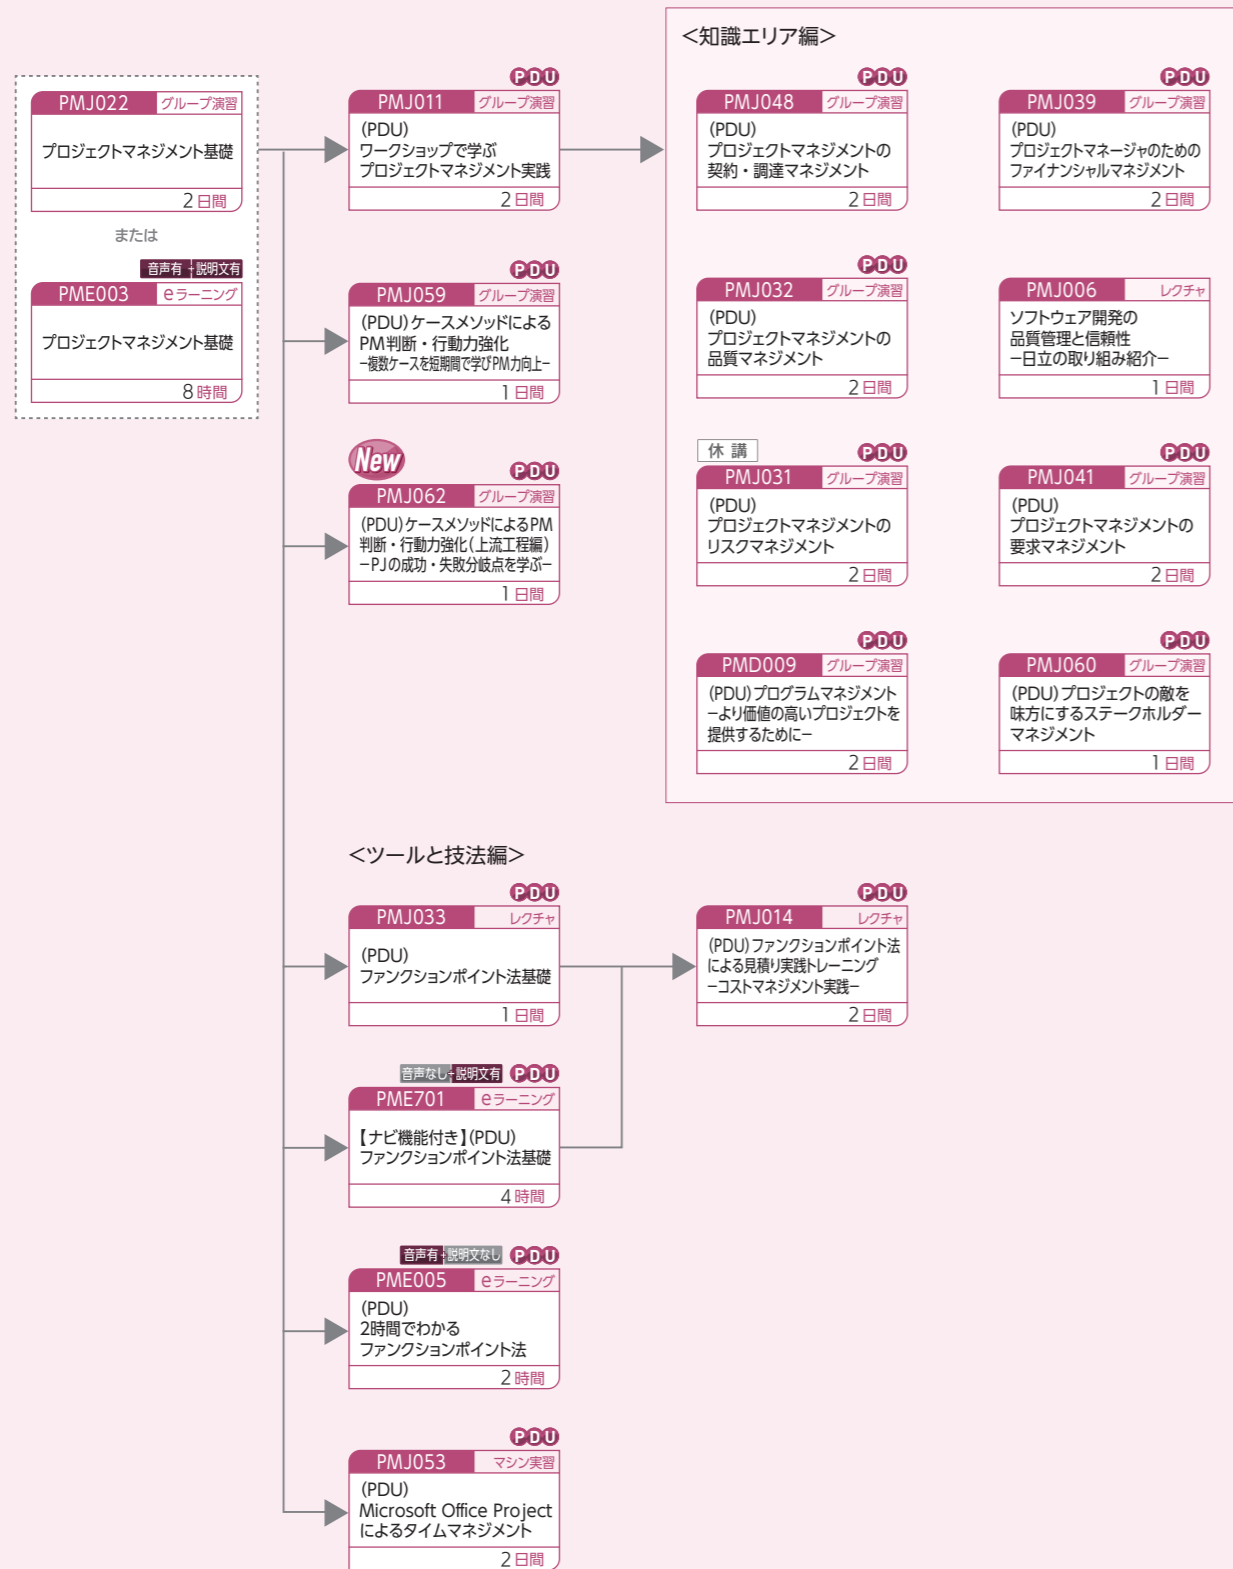 PMJ022 グループ演習
プロジェクトマネジメント基礎
2日間
または
音声有+説明文有
PME003 eラーニング
プロジェクトマネジメント基礎
8時間
PDU
PMJ011 グループ演習
(PDU)
ワークショップで学ぶ
プロジェクトマネジメント実践
2日間
PDU
PMJ059 グループ演習
(PDU)ケースメソッドによる
PM判断・行動力強化
−複数ケースを短期間で学びPM力向上−
1日間
New
PDU
PMJ062 グループ演習
(PDU)ケースメソッドによるPM
判断・行動力強化(上流工程編)
−PJの成功・失敗分岐点を学ぶ−
1日間
＜知識エリア編＞
PDU
PMJ048 グループ演習
(PDU)
プロジェクトマネジメントの
契約・調達マネジメント
2日間
PDU
PMJ039 グループ演習
(PDU)
プロジェクトマネージャのための
ファイナンシャルマネジメント
2日間
PDU
PMJ032 グループ演習
(PDU)
プロジェクトマネジメントの
品質マネジメント
2日間
PMJ006 レクチャ
ソフトウェア開発の
品質管理と信頼性
−日立の取り組み紹介−
1日間
休 講
PDU
PMJ031 グループ演習
(PDU)
プロジェクトマネジメントの
リスクマネジメント
2日間
PDU
PMJ041 グループ演習
(PDU)
プロジェクトマネジメントの
要求マネジメント
2日間
PDU
PMD009 グループ演習
(PDU)プログラムマネジメント
−より価値の高いプロジェクトを
提供するために−
2日間
PDU
PMJ060 グループ演習
(PDU)プロジェクトの敵を
味方にするステークホルダー
マネジメント
1日間
＜ツールと技法編＞
PDU
PMJ033 レクチャ
(PDU)
ファンクションポイント法基礎
1日間
PDU
PMJ014 レクチャ
(PDU)ファンクションポイント法
による見積り実践トレーニング
−コストマネジメント実践−
2日間
音声なし+説明文有 PDU
PME701 eラーニング
【ナビ機能付き】(PDU)
ファンクションポイント法基礎
4時間
音声有+説明文なし PDU
PME005 eラーニング
(PDU)
2時間でわかる
ファンクションポイント法
2時間
PDU
PMJ053 マシン実習
(PDU)
Microsoft Office Project
によるタイムマネジメント
2日間